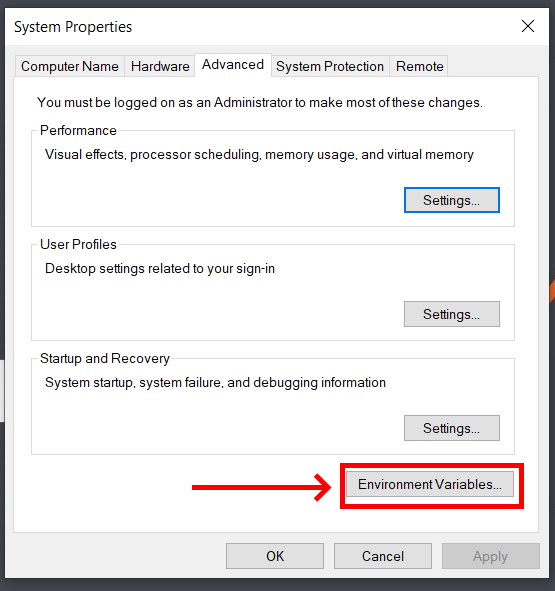 System Properties
Computer Name Hardware Advanced System Protection Remote
You must be logged on as an Administrator to make most of these changes.
Performance
Visual effects, processor scheduling, memory usage, and virtual memory
Settings...
User Profiles
Desktop settings related to your sign-in
Settings...
Startup and Recovery
System startup, system failure, and debugging information
Settings...
Environment Variables...
OK Cancel Apply